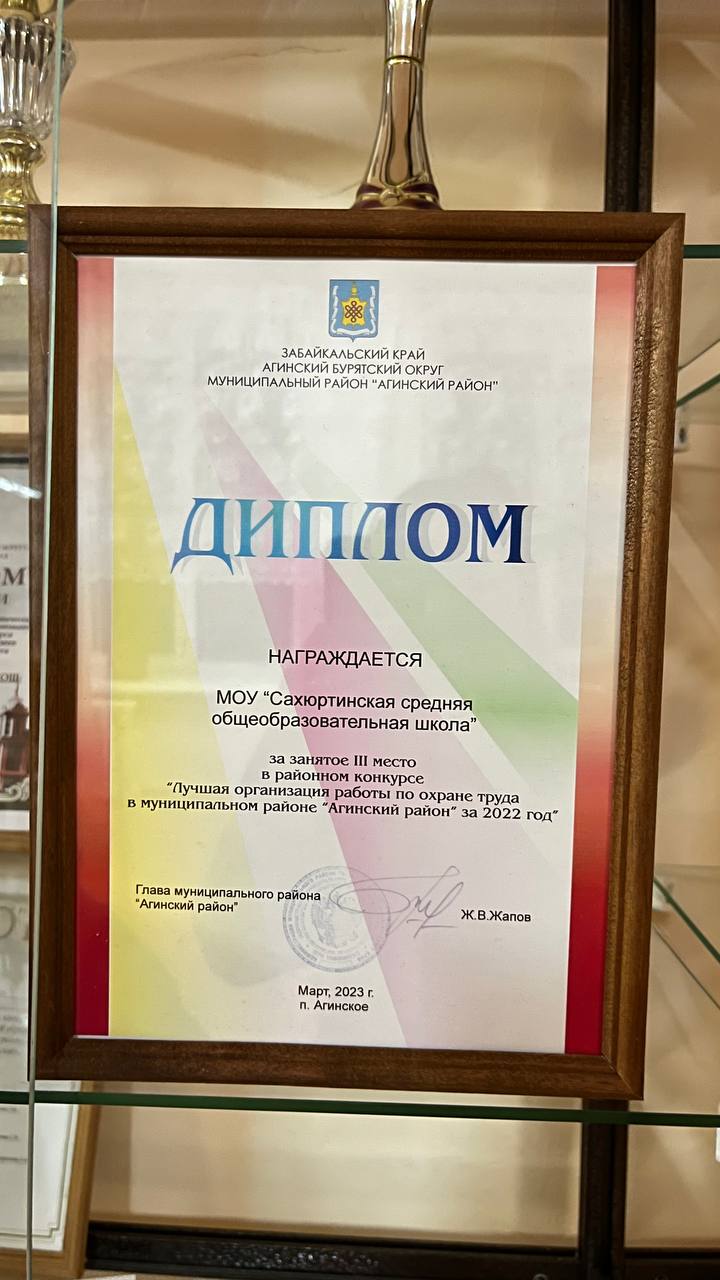 ЗАБАЙКАЛЬСКИЙ КРАЙ
АГИНСКИЙ БУРЯТСКИЙ ОКРУГ
МУНИЦИПАЛЬНЫЙ РАЙОН "АГИНСКИЙ РАЙОН"
ДИПЛОМ
НАГРАЖДАЕТСЯ
МОУ "Сахюртинская средняя
общеобразовательная школа"
за занятое III место
в районном конкурсе
"Лучшая организация работы по охране труда
в муниципальном районе "Агинский район" за 2022 год"
Глава муниципального района
"Агинский район"
Ж.В.Жапов
Март, 2023 г.
п. Агинское